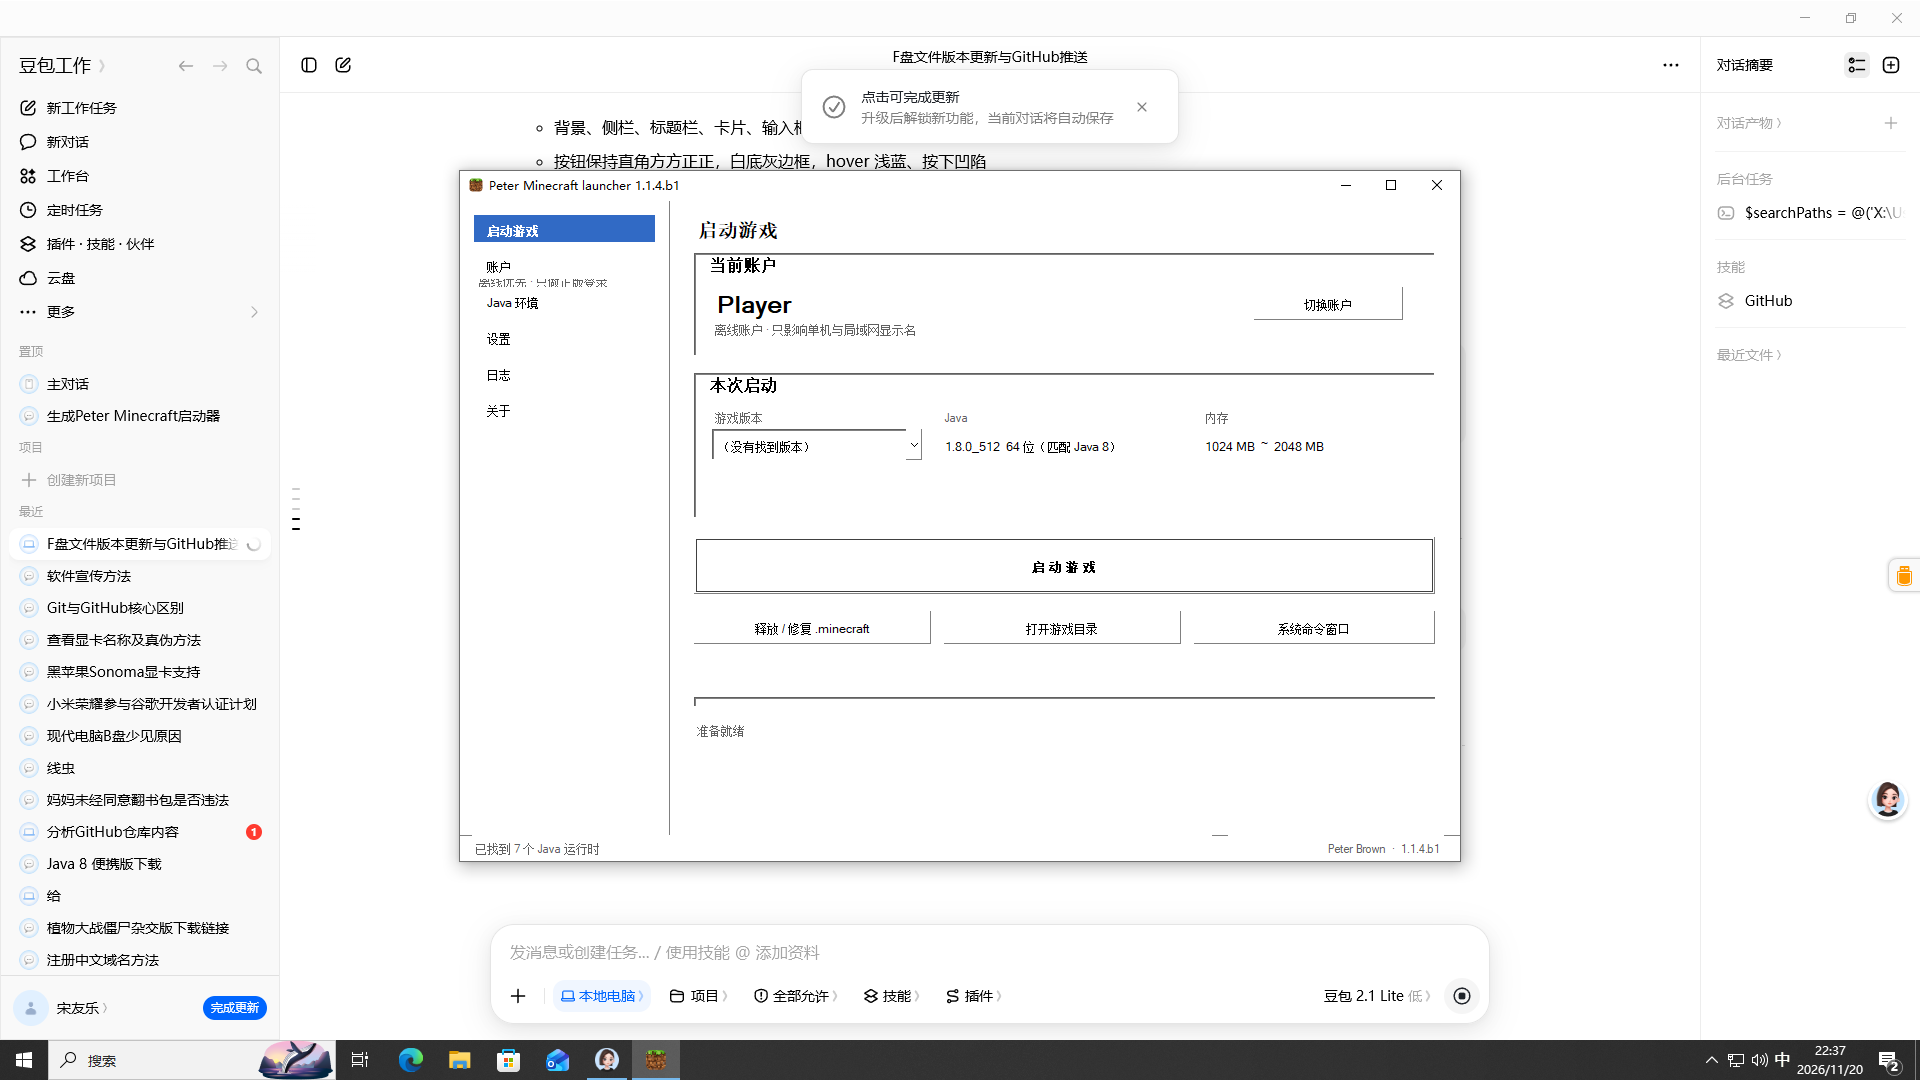 豆包工作
新工作任务
新对话
工作台
定时任务
插件 · 技能 · 伙伴
云盘
更多
置顶
主对话
生成Peter Minecraft启动器
项目
创建新项目
最近
F盘文件版本更新与GitHub推送
软件宣传方法
Git与GitHub核心区别
查看显卡名称及真伪方法
黑苹果Sonoma显卡支持
小米荣耀参与谷歌开发者认证计划
现代电脑B盘少见原因
线虫
妈妈未经同意翻书包是否违法
分析GitHub仓库内容
1
Java 8 便携版下载
给
植物大战僵尸杂交版下载链接
注册中文域名方法
宋友乐
完成更新
F盘文件版本更新与GitHub推送
点击可完成更新
升级后解锁新功能，当前对话将自动保存
背景、侧栏、标题栏、卡片、输入框
按钮保持直角方方正正，白底灰边框，hover 浅蓝、按下凹陷
Peter Minecraft launcher 1.1.4.b1
启动游戏
账户
Java 环境
设置
日志
关于
启动游戏
当前账户
Player
离线账户 · 只影响单机与局域网显示名
切换账户
本次启动
游戏版本
Java
内存
（没有找到版本）
1.8.0_512 64 位（匹配 Java 8）
1024 MB ~ 2048 MB
启 动 游 戏
释放 / 修复 .minecraft
打开游戏目录
系统命令窗口
准备就绪
已找到 7 个 Java 运行时
Peter Brown · 1.1.4.b1
发消息或创建任务... / 使用技能 @ 添加资料
本地电脑
项目
全部允许
技能
插件
豆包 2.1 Lite 低
对话摘要
对话产物
后台任务
$searchPaths = @('X:\U
技能
GitHub
最近文件
搜索
中
22:37
2026/11/20
2